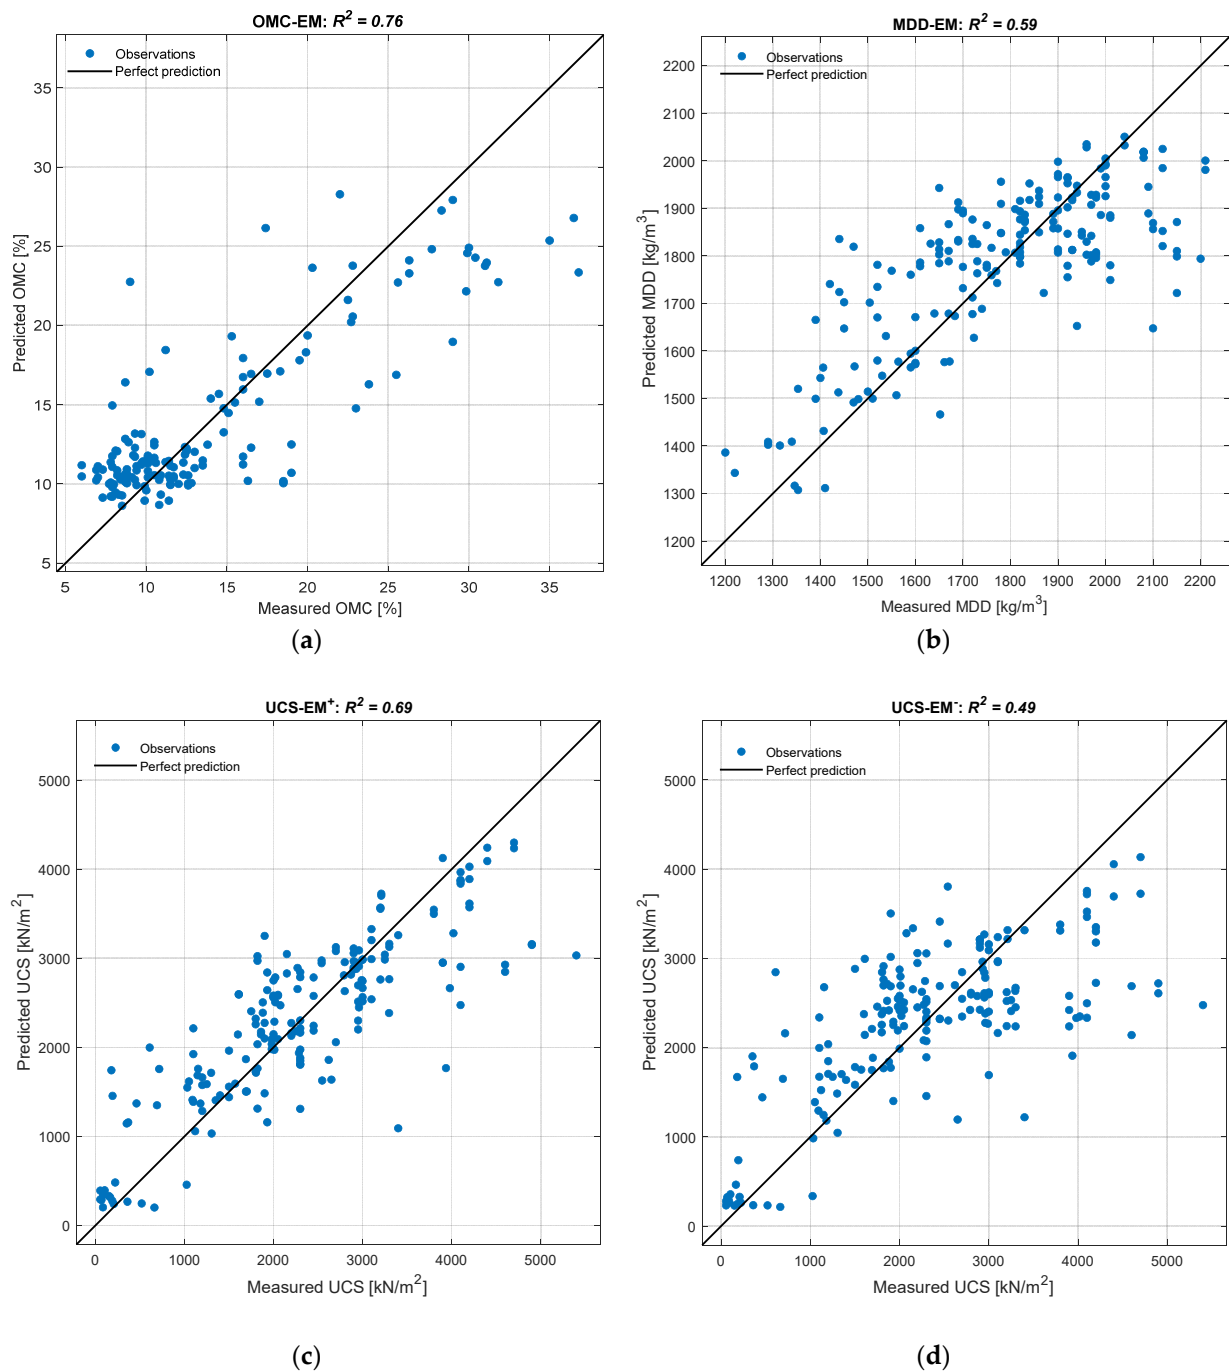 OMC-EM: R² = 0.76
Observations
Perfect prediction
35
30
25
20
15
10
5
Predicted OMC [%]
5 10 15 20 25 30 35
Measured OMC [%]
(a)
MDD-EM: R² = 0.59
Observations
Perfect prediction
2200
2100
2000
1900
1800
1700
1600
1500
1400
1300
1200
Predicted MDD [kg/m³]
1200 1300 1400 1500 1600 1700 1800 1900 2000 2100 2200
Measured MDD [kg/m³]
(b)
UCS-EM⁺: R² = 0.69
Observations
Perfect prediction
5000
4000
3000
2000
1000
0
Predicted UCS [kN/m²]
0 1000 2000 3000 4000 5000
Measured UCS [kN/m²]
(c)
UCS-EM⁻: R² = 0.49
Observations
Perfect prediction
5000
4000
3000
2000
1000
0
Predicted UCS [kN/m²]
0 1000 2000 3000 4000 5000
Measured UCS [kN/m²]
(d)